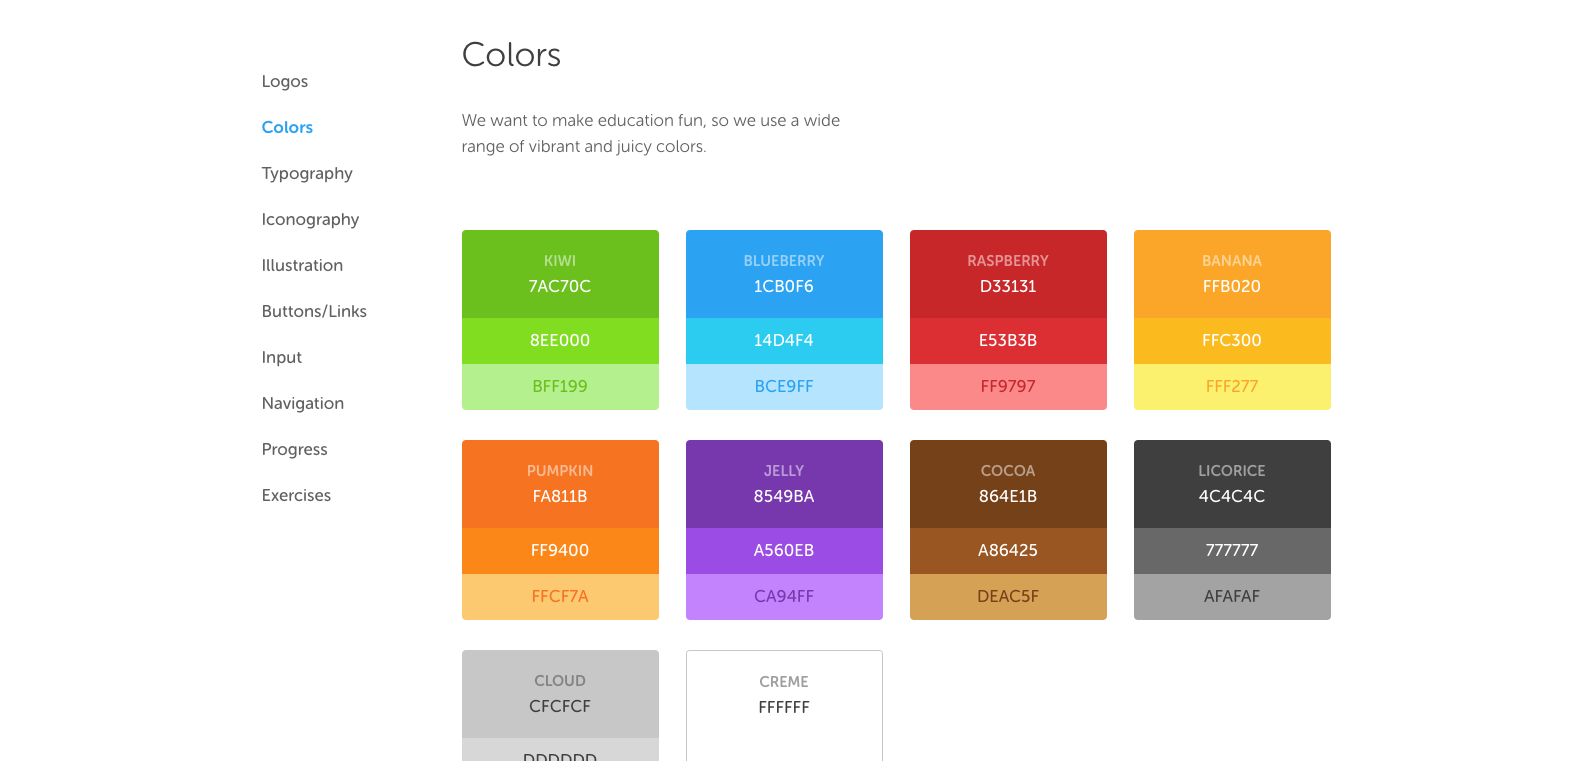 Logos
Colors
Typography
Iconography
Illustration
Buttons/Links
Input
Navigation
Progress
Exercises
Colors
We want to make education fun, so we use a wide
range of vibrant and juicy colors.
KIWI
7AC70C
8EE000
BFF199
BLUEBERRY
1CB0F6
14D4F4
BCE9FF
RASPBERRY
D33131
E53B3B
FF9797
BANANA
FFB020
FFC300
FFF277
PUMPKIN
FA811B
FF9400
FFCF7A
JELLY
8549BA
A560EB
CA94FF
COCOA
864E1B
A86425
DEAC5F
LICORICE
4C4C4C
777777
AFAFAF
CLOUD
CFCFCF
DDDDDD
CREME
FFFFFF